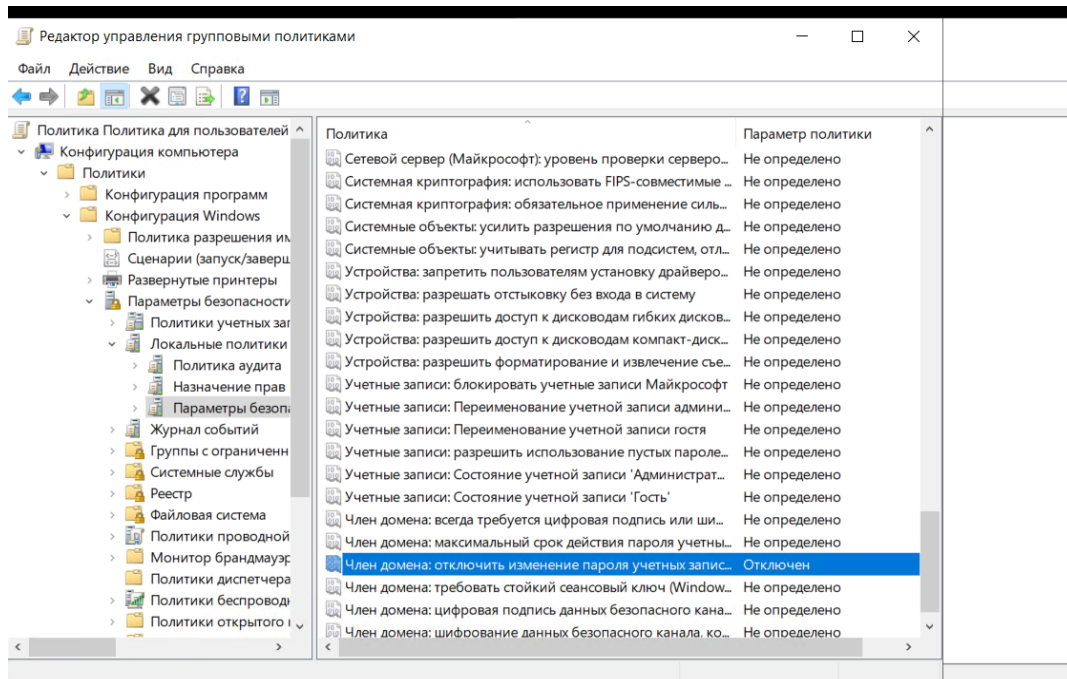 Редактор управления групповыми политиками
Файл Действие Вид Справка
Политика Политика для пользователей
Конфигурация компьютера
Политики
Конфигурация программ
Конфигурация Windows
Политика разрешения им
Сценарии (запуск/заверш
Развернутые принтеры
Параметры безопасности
Политики учетных зап
Локальные политики
Политика аудита
Назначение прав
Параметры безопа
Журнал событий
Группы с ограниченн
Системные службы
Реестр
Файловая система
Политики проводной
Монитор брандмауэр
Политики диспетчера
Политики беспроводн
Политики открытого
Политика Параметр политики
Сетевой сервер (Майкрософт): уровень проверки серверо... Не определено
Системная криптография: использовать FIPS-совместимые ... Не определено
Системная криптография: обязательное применение силь... Не определено
Системные объекты: усилить разрешения по умолчанию д... Не определено
Системные объекты: учитывать регистр для подсистем, отл... Не определено
Устройства: запретить пользователям установку драйверо... Не определено
Устройства: разрешать отстыковку без входа в систему Не определено
Устройства: разрешить доступ к дисководам гибких дисков... Не определено
Устройства: разрешить доступ к дисководам компакт-диск... Не определено
Устройства: разрешить форматирование и извлечение съе... Не определено
Учетные записи: блокировать учетные записи Майкрософт Не определено
Учетные записи: Переименование учетной записи админи... Не определено
Учетные записи: Переименование учетной записи гостя Не определено
Учетные записи: разрешить использование пустых пароле... Не определено
Учетные записи: Состояние учетной записи 'Администрат... Не определено
Учетные записи: Состояние учетной записи 'Гость' Не определено
Член домена: всегда требуется цифровая подпись или ши... Не определено
Член домена: максимальный срок действия пароля учетны... Не определено
Член домена: отключить изменение пароля учетных запис... Отключен
Член домена: требовать стойкий сеансовый ключ (Window... Не определено
Член домена: цифровая подпись данных безопасного кана... Не определено
Член домена: шифрование данных безопасного канала, ко... Не определено